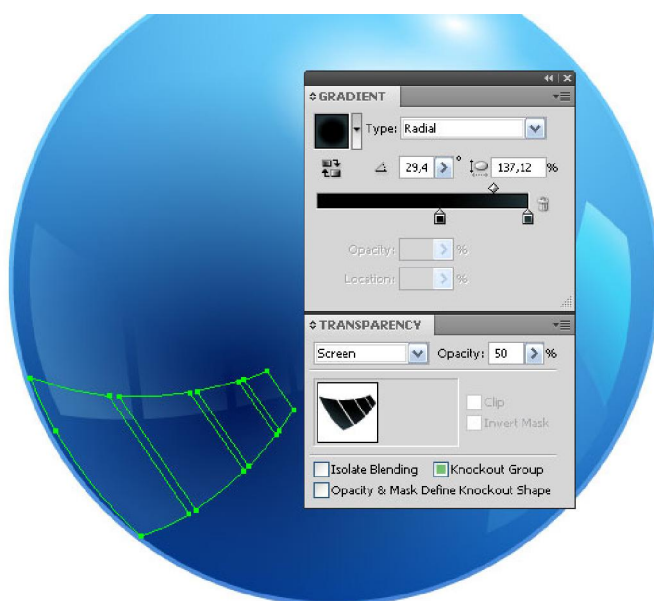 GRADIENT
Type: Radial
29,4 ° 137,12 %
Opacity: %
Location: %
TRANSPARENCY
Screen Opacity: 50 %
Clip
Invert Mask
Isolate Blending Knockout Group
Opacity & Mask Define Knockout Shape